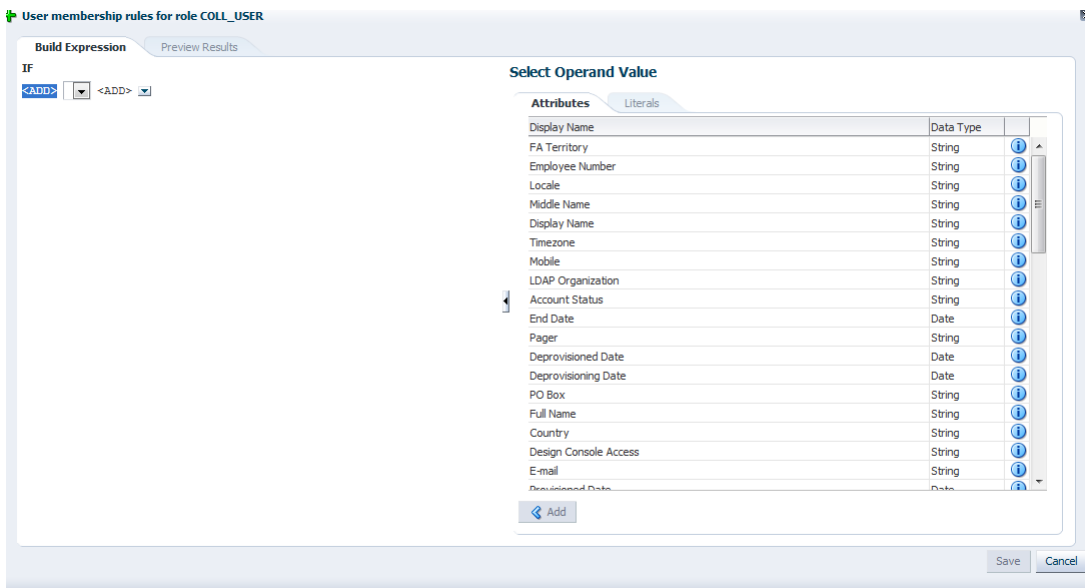 User membership rules for role COLL_USER
Build Expression Preview Results
IF
<ADD> <ADD>
Select Operand Value
Attributes Literals
Display Name Data Type
FA Territory String
Employee Number String
Locale String
Middle Name String
Display Name String
Timezone String
Mobile String
LDAP Organization String
Account Status String
End Date Date
Pager String
Deprovisioned Date Date
Deprovisioning Date Date
PO Box String
Full Name String
Country String
Design Console Access String
E-mail String
Provisioned Date Date
Add
Save Cancel